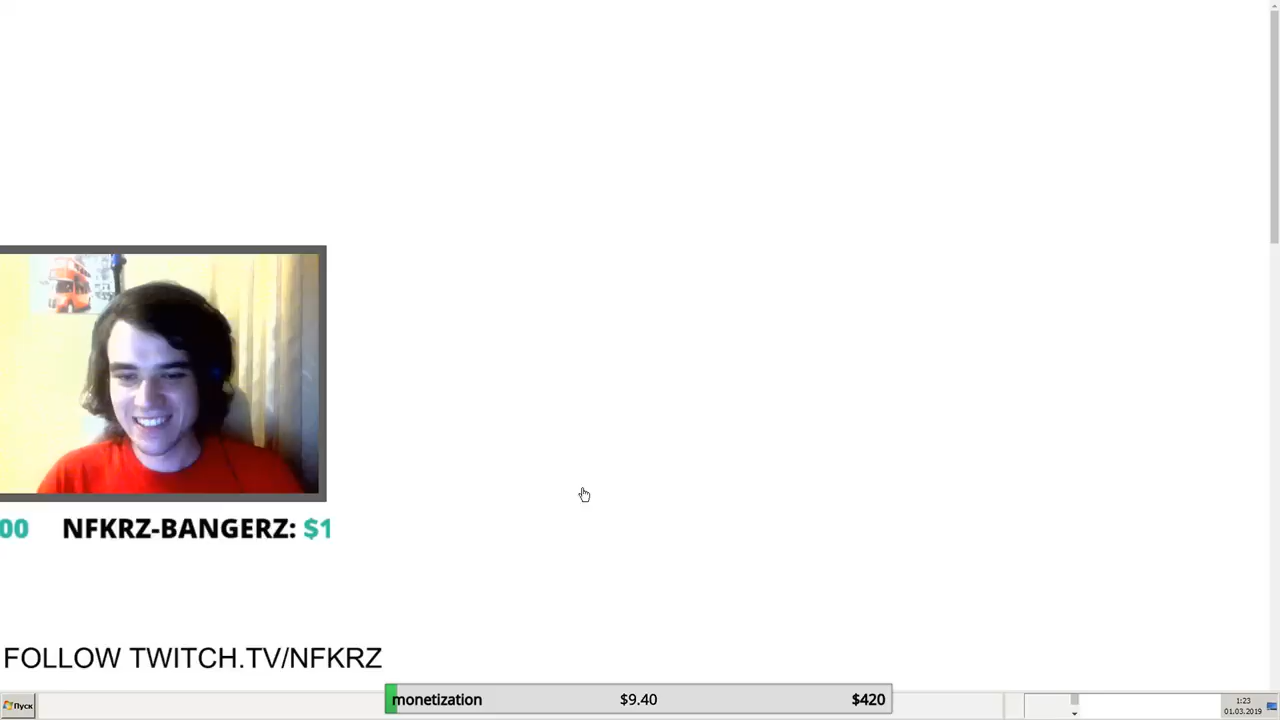 00 NFKRZ-BANGERZ: $1
FOLLOW TWITCH.TV/NFKRZ
monetization $9.40 $420
Пуск
1:23
01.03.2019